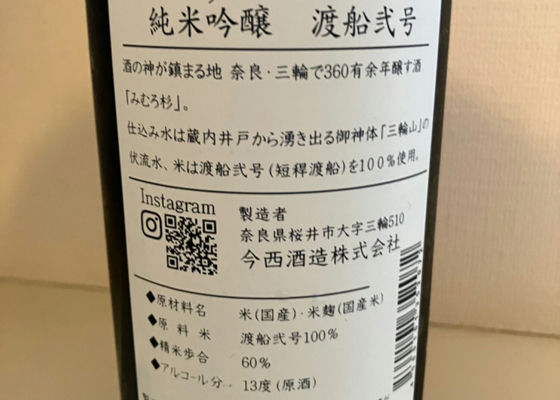 純米吟醸 渡船弐号
酒の神が鎮まる地 奈良・三輪で360有余年醸す酒
「みむろ杉」。
仕込み水は蔵内井戸から湧き出る御神体「三輪山」の
伏流水、米は渡船弐号(短稈渡船)を100%使用。
Instagram
製造者
奈良県桜井市大字三輪510
今西酒造株式会社
◆原材料名 米(国産)・米麹(国産米)
◆原料米 渡船弐号100%
◆精米歩合 60%
◆アルコール分 13度(原酒)